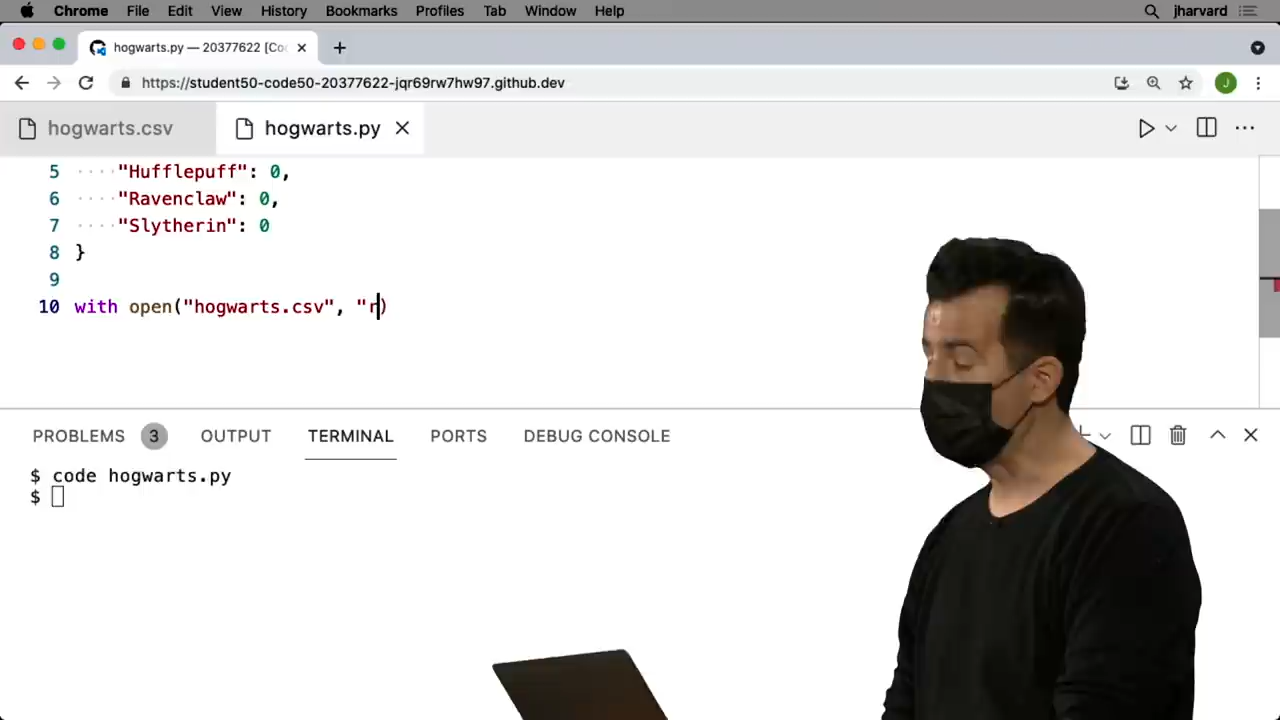 Chrome File Edit View History Bookmarks Profiles Tab Window Help jharvard
hogwarts.py — 20377622 [Co
https://student50-code50-20377622-jqr69rw7hw97.github.dev J
hogwarts.csv hogwarts.py
5 "Hufflepuff": 0,
6 "Ravenclaw": 0,
7 "Slytherin": 0
8 }
9
10 with open("hogwarts.csv", "r)
PROBLEMS 3 OUTPUT TERMINAL PORTS DEBUG CONSOLE
$ code hogwarts.py
$